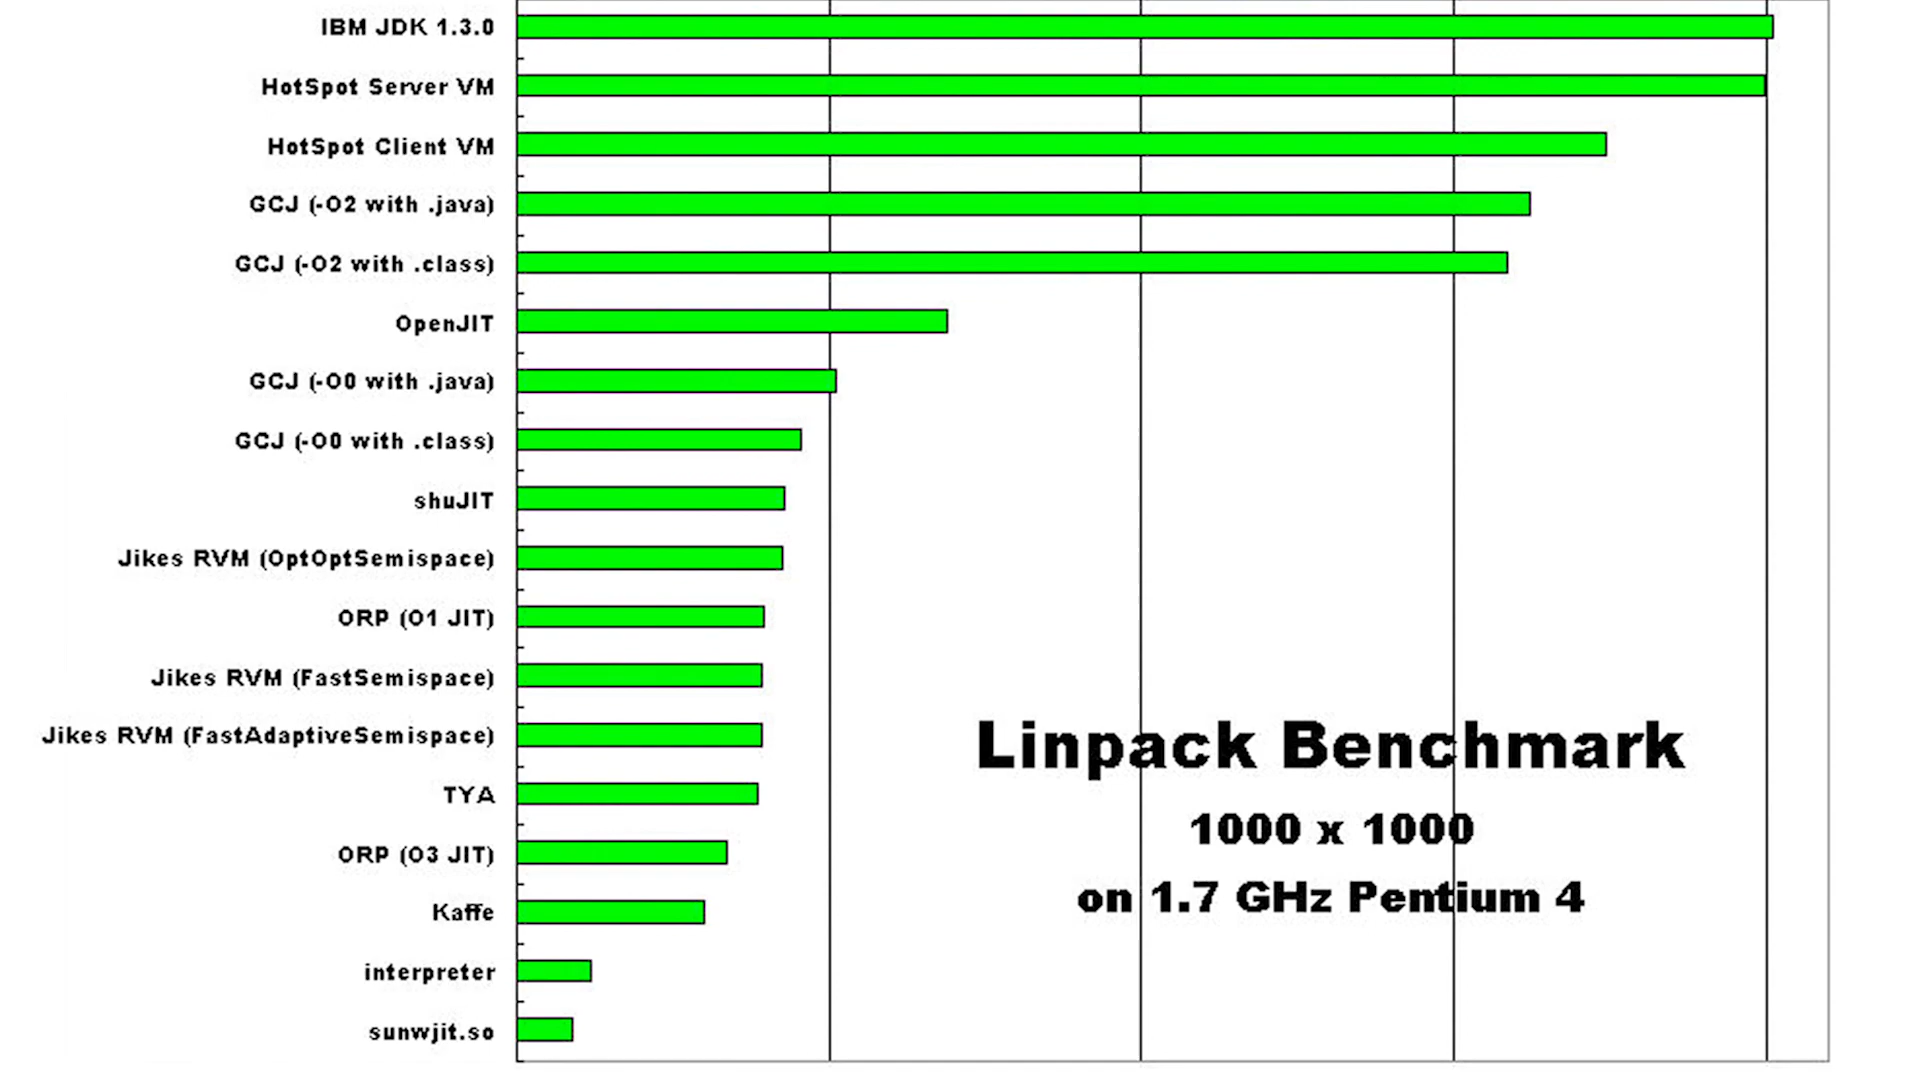 IBM JDK 1.3.0
HotSpot Server VM
HotSpot Client VM
GCJ (-O2 with .java)
GCJ (-O2 with .class)
OpenJIT
GCJ (-O0 with .java)
GCJ (-O0 with .class)
shuJIT
Jikes RVM (OptOptSemispace)
ORP (O1 JIT)
Jikes RVM (FastSemispace)
Jikes RVM (FastAdaptiveSemispace)
TYA
ORP (O3 JIT)
Kaffe
interpreter
sunwjit.so
Linpack Benchmark
1000 x 1000
on 1.7 GHz Pentium 4